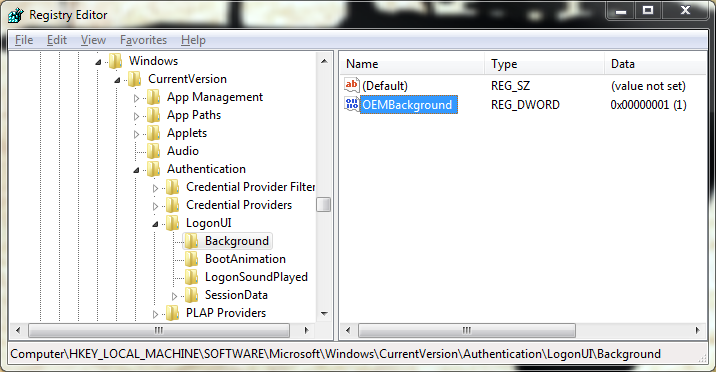 Registry Editor
File Edit View Favorites Help
Windows
CurrentVersion
App Management
App Paths
Applets
Audio
Authentication
Credential Provider Filter
Credential Providers
LogonUI
Background
BootAnimation
LogonSoundPlayed
SessionData
PLAP Providers
Name Type Data
(Default) REG_SZ (value not set)
OEMBackground REG_DWORD 0x00000001 (1)
Computer\HKEY_LOCAL_MACHINE\SOFTWARE\Microsoft\Windows\CurrentVersion\Authentication\LogonUI\Background